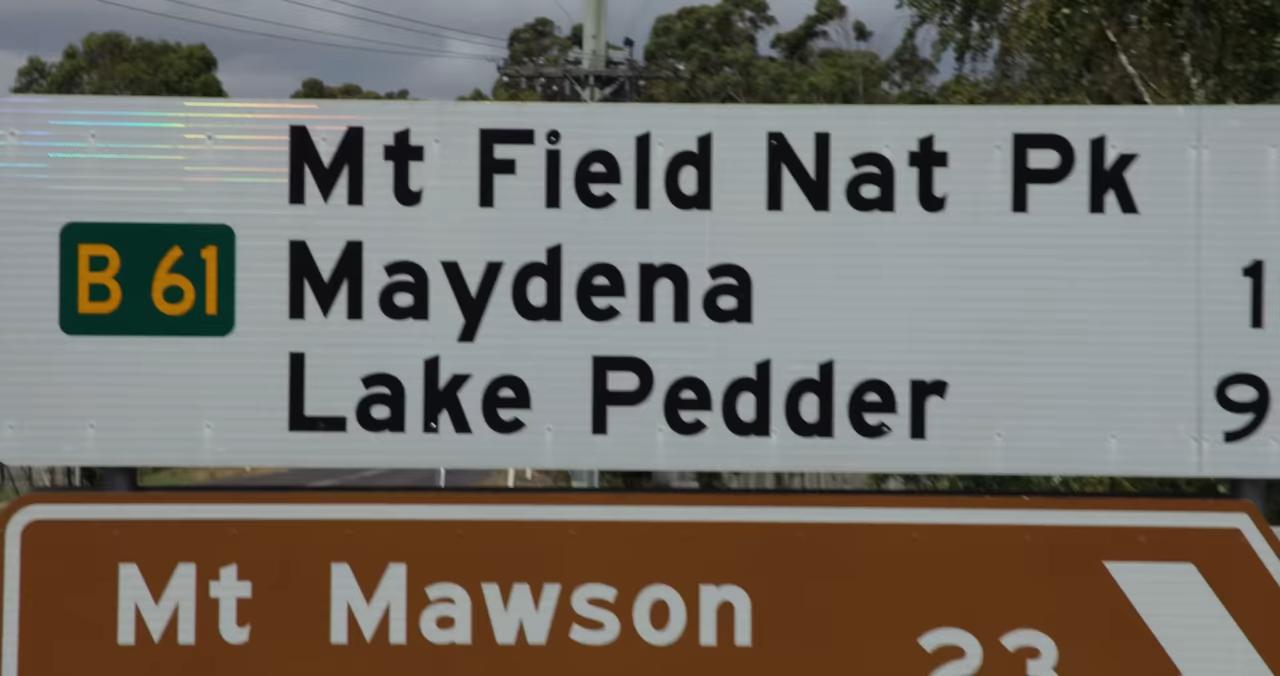 Mt Field Nat Pk
B 61 Maydena 1
Lake Pedder 9
Mt Mawson
23